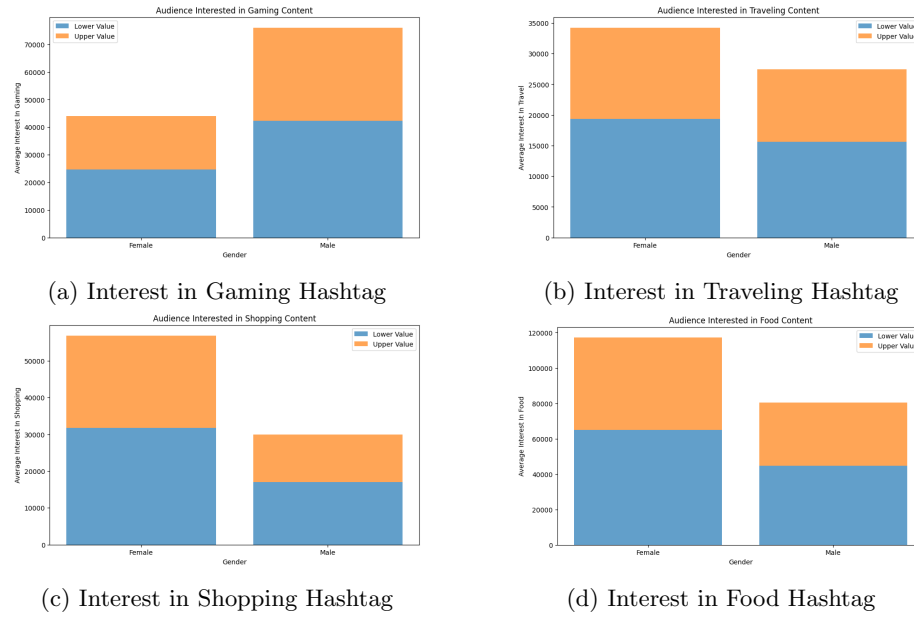 Audience Interested in Gaming Content
Lower Value
Upper Value
Average Interest In Gaming
70000
60000
50000
40000
30000
20000
10000
0
Female
Male
Gender
(a) Interest in Gaming Hashtag
Audience Interested in Traveling Content
Lower Value
Upper Value
Average Interest In Travel
35000
30000
25000
20000
15000
10000
5000
0
Female
Male
Gender
(b) Interest in Traveling Hashtag
Audience Interested in Shopping Content
Lower Value
Upper Value
Average Interest In Shopping
50000
40000
30000
20000
10000
0
Female
Male
Gender
(c) Interest in Shopping Hashtag
Audience Interested in Food Content
Lower Value
Upper Value
Average Interest In Food
120000
100000
80000
60000
40000
20000
0
Female
Male
Gender
(d) Interest in Food Hashtag